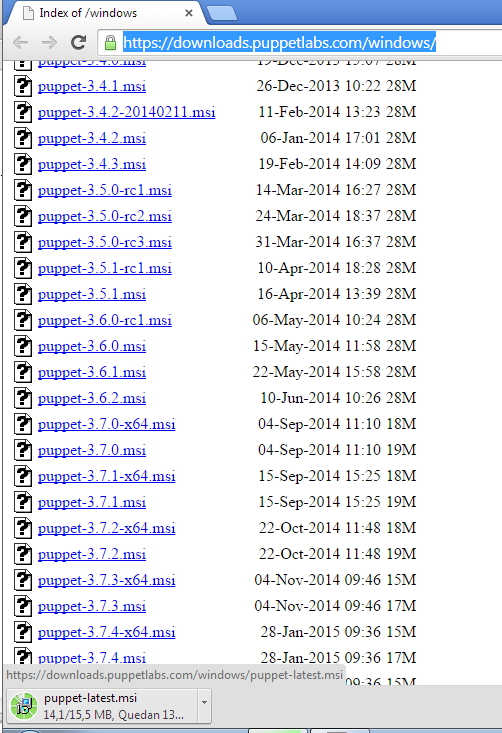 Index of /windows
https://downloads.puppetlabs.com/windows/
puppet-3.4.0.msi 19-Dec-2013 15:07 28M
puppet-3.4.1.msi 26-Dec-2013 10:22 28M
puppet-3.4.2-20140211.msi 11-Feb-2014 13:23 28M
puppet-3.4.2.msi 06-Jan-2014 17:01 28M
puppet-3.4.3.msi 19-Feb-2014 14:09 28M
puppet-3.5.0-rc1.msi 14-Mar-2014 16:27 28M
puppet-3.5.0-rc2.msi 24-Mar-2014 18:37 28M
puppet-3.5.0-rc3.msi 31-Mar-2014 16:37 28M
puppet-3.5.1-rc1.msi 10-Apr-2014 18:28 28M
puppet-3.5.1.msi 16-Apr-2014 13:39 28M
puppet-3.6.0-rc1.msi 06-May-2014 10:24 28M
puppet-3.6.0.msi 15-May-2014 11:58 28M
puppet-3.6.1.msi 22-May-2014 15:58 28M
puppet-3.6.2.msi 10-Jun-2014 10:26 28M
puppet-3.7.0-x64.msi 04-Sep-2014 11:10 18M
puppet-3.7.0.msi 04-Sep-2014 11:10 19M
puppet-3.7.1-x64.msi 15-Sep-2014 15:25 18M
puppet-3.7.1.msi 15-Sep-2014 15:25 19M
puppet-3.7.2-x64.msi 22-Oct-2014 11:48 18M
puppet-3.7.2.msi 22-Oct-2014 11:48 19M
puppet-3.7.3-x64.msi 04-Nov-2014 09:46 15M
puppet-3.7.3.msi 04-Nov-2014 09:46 17M
puppet-3.7.4-x64.msi 28-Jan-2015 09:36 15M
puppet-3.7.4.msi 28-Jan-2015 09:36 17M
https://downloads.puppetlabs.com/windows/puppet-latest.msi 09:36 15M
puppet-latest.msi
14,1/15,5 MB, Quedan 13...